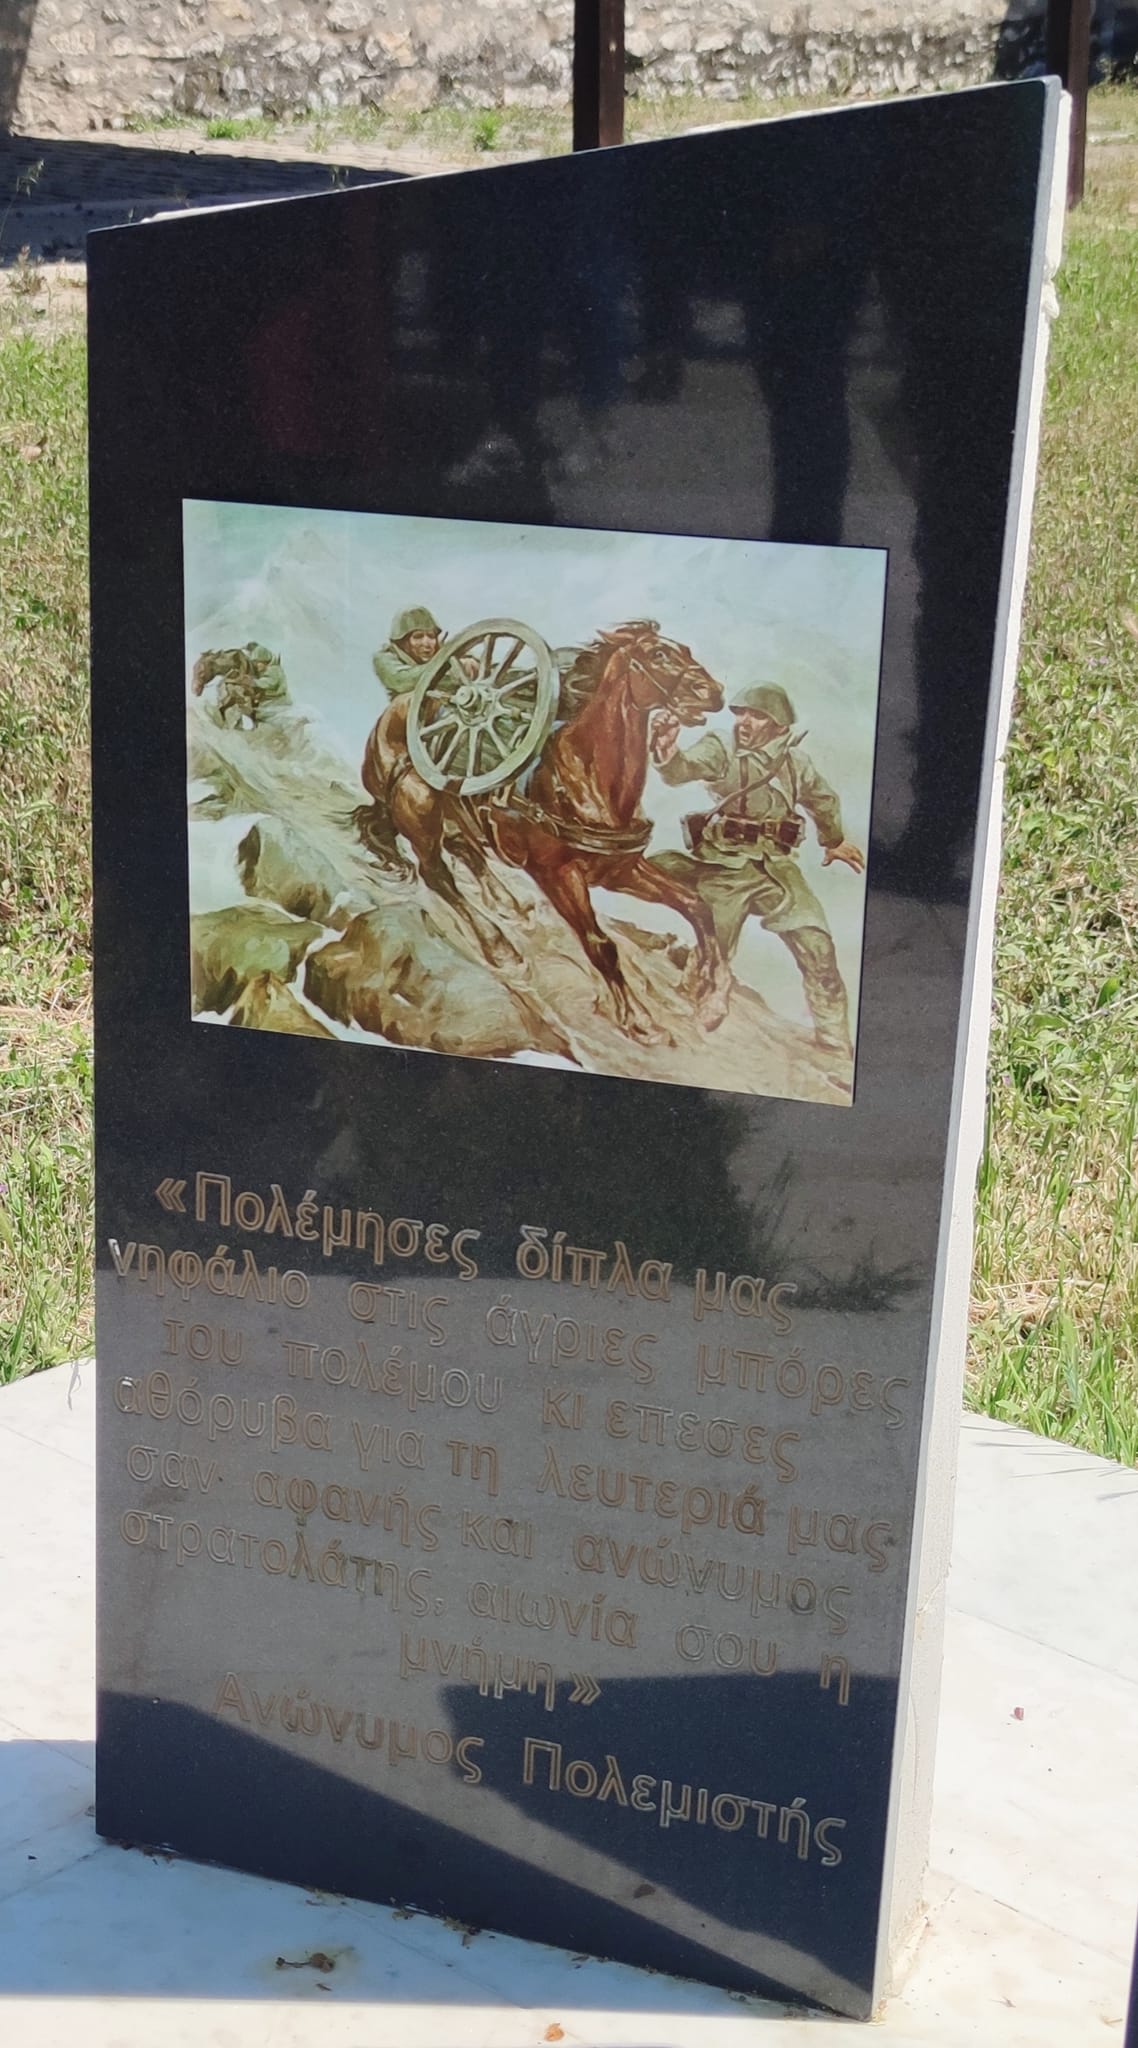 «Πολέμησες δίπλα μας
νηφάλιο στις άγριες μπόρες
του πολέμου κι επεσες
αθόρυβα για τη λευτεριά μας
σαν αφανής και ανώνυμος
στρατολάτης, αιωνία σου η
μνήμη»
Ανώνυμος Πολεμιστής